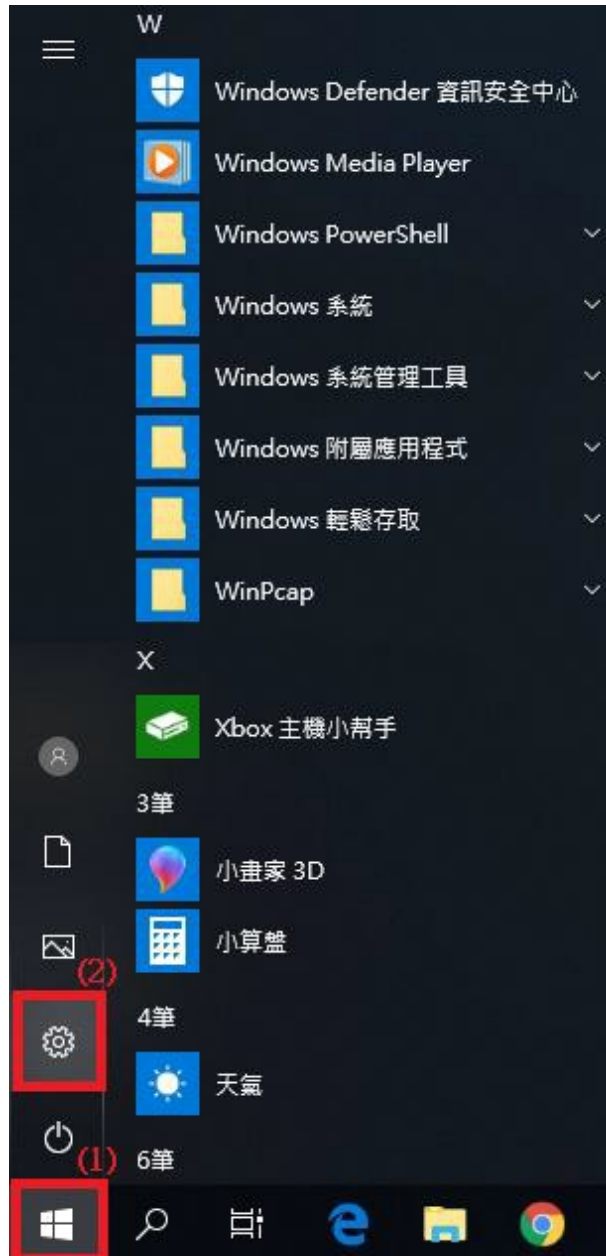 W
Windows Defender 資訊安全中心
Windows Media Player
Windows PowerShell
Windows 系統
Windows 系統管理工具
Windows 附屬應用程式
Windows 輕鬆存取
WinPcap
X
Xbox 主機小幫手
3筆
小畫家 3D
小算盤
(2)
4筆
天氣
(1)
6筆